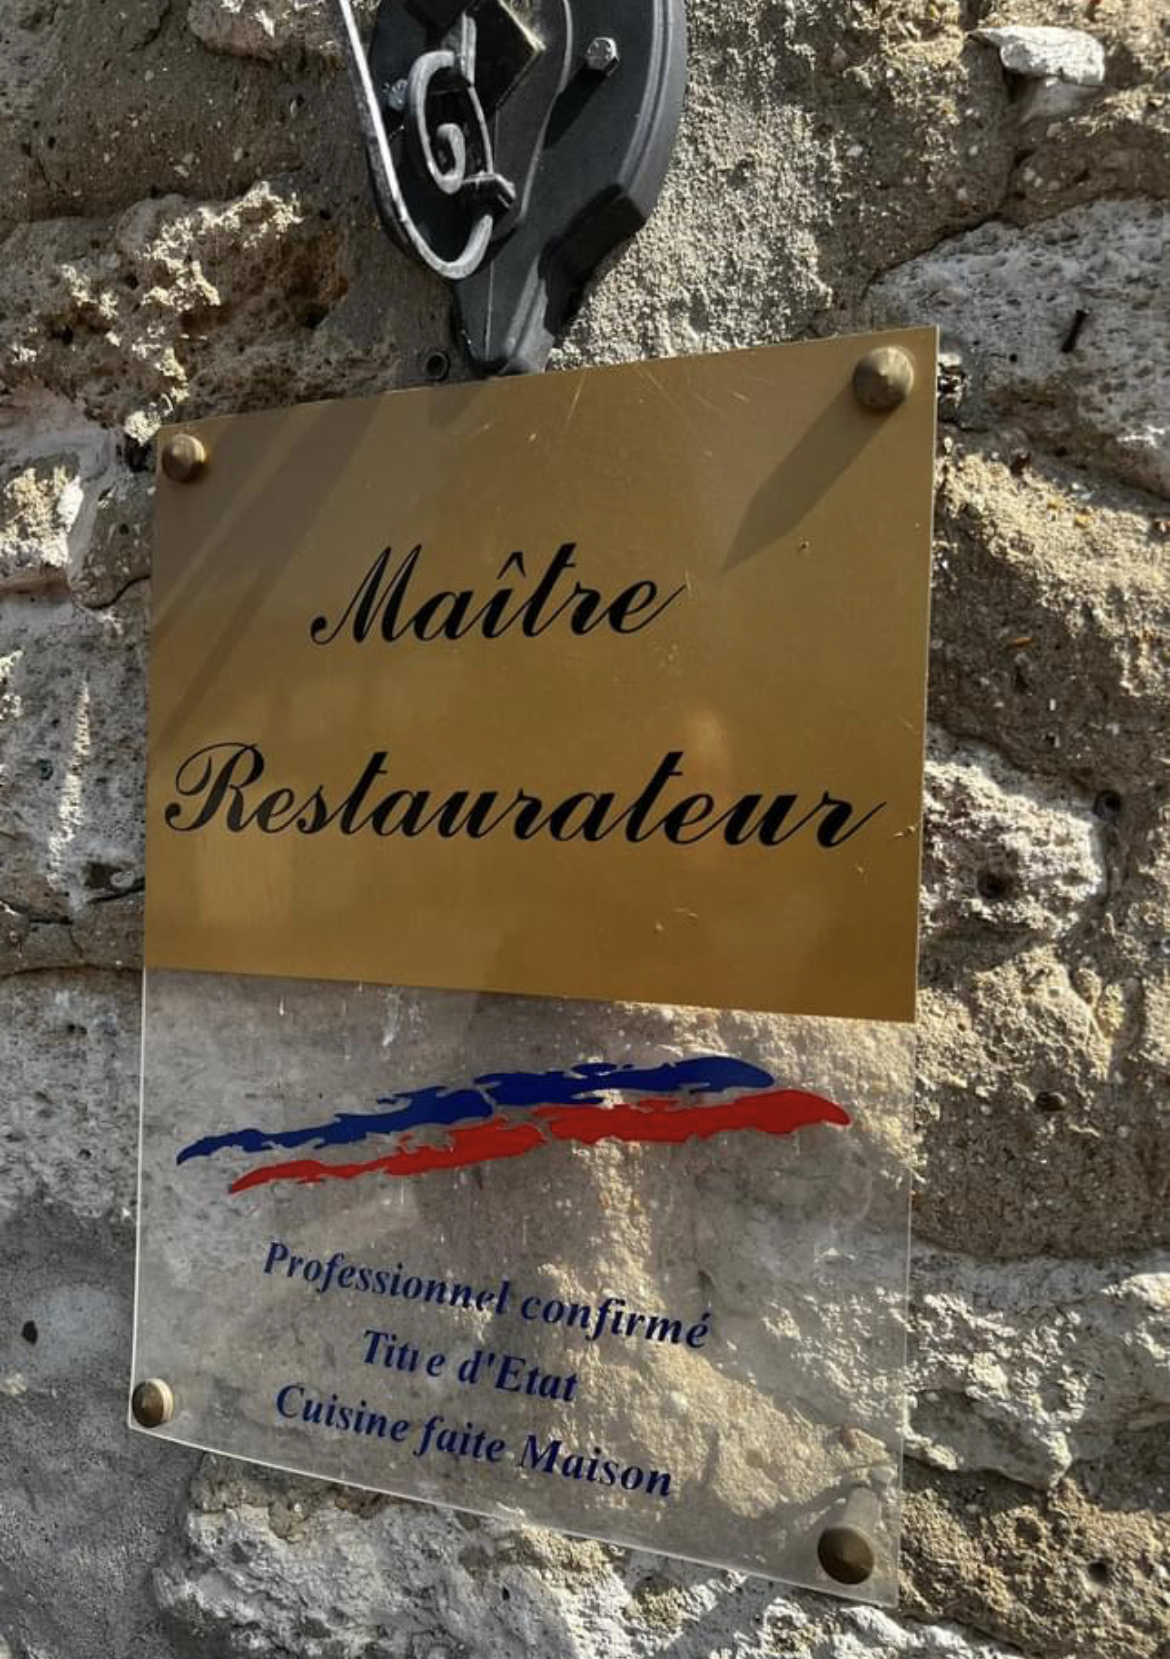 Maître
Restaurateur
Professionnel confirmé
Titre d'Etat
Cuisine faite Maison